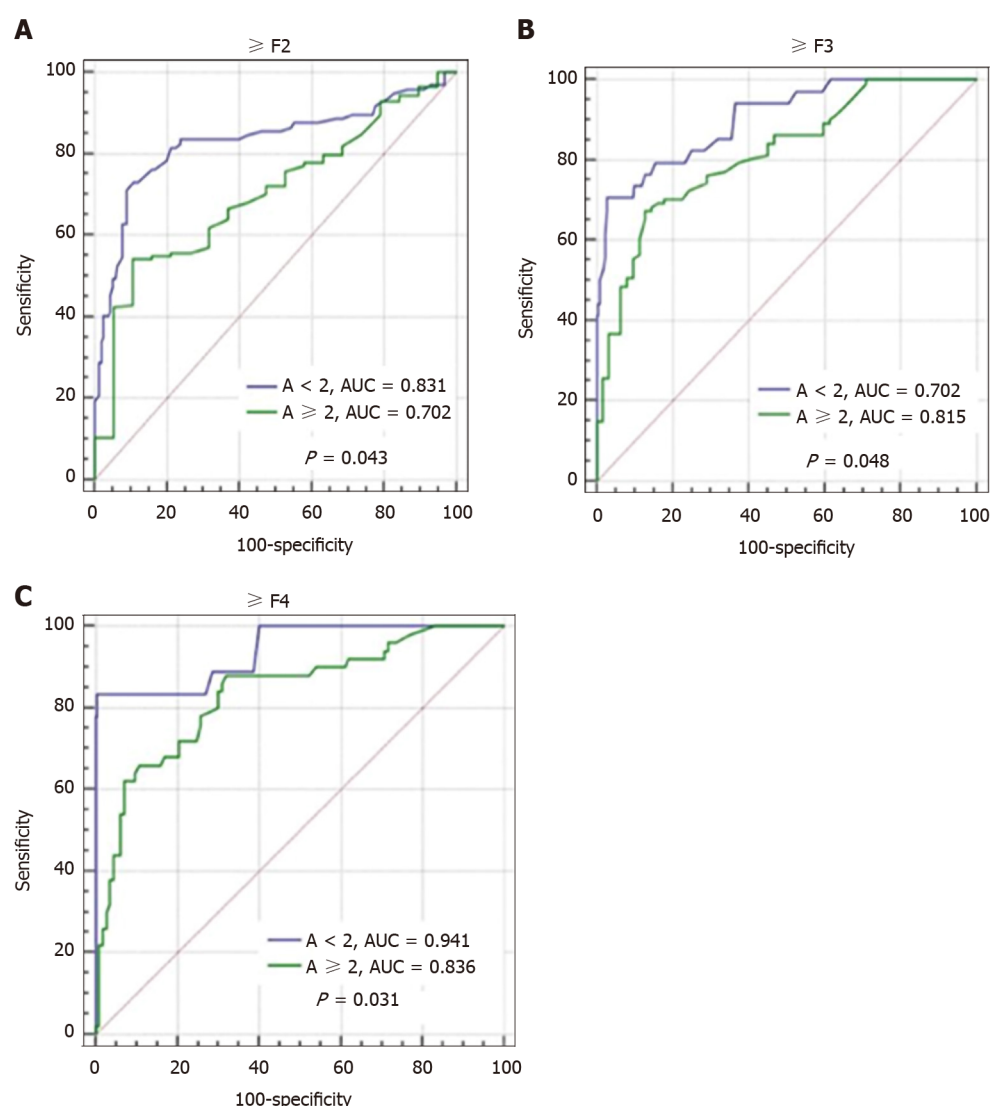 A
⩾ F2
100
80
60
40
20
0
Sensificity
A < 2, AUC = 0.831
A ⩾ 2, AUC = 0.702
P = 0.043
0 20 40 60 80 100
100-specificity
B
⩾ F3
100
80
60
40
20
0
Sensificity
A < 2, AUC = 0.702
A ⩾ 2, AUC = 0.815
P = 0.048
0 20 40 60 80 100
100-specificity
C
⩾ F4
100
80
60
40
20
0
Sensificity
A < 2, AUC = 0.941
A ⩾ 2, AUC = 0.836
P = 0.031
0 20 40 60 80 100
100-specificity